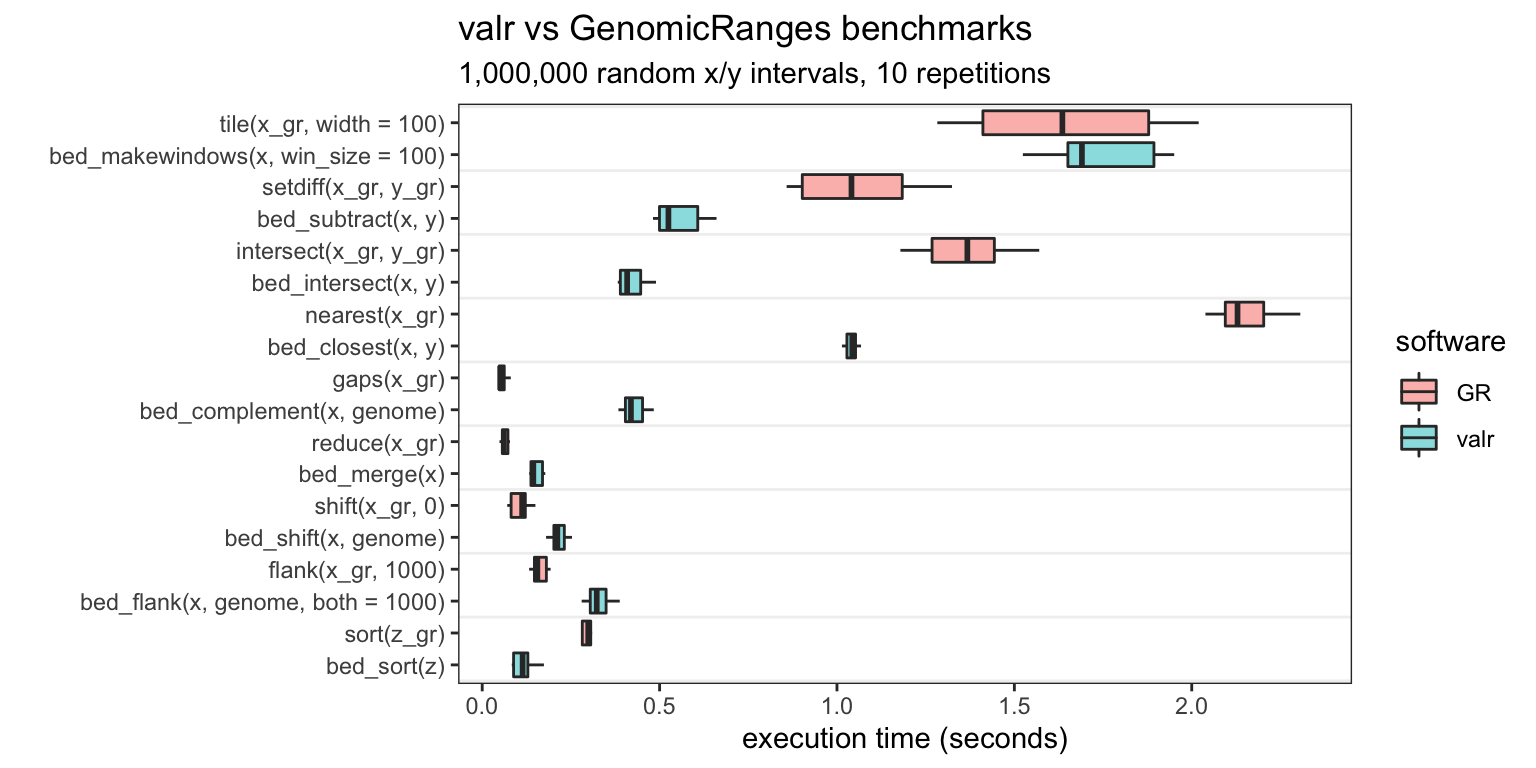 valr vs GenomicRanges benchmarks
1,000,000 random x/y intervals, 10 repetitions
tile(x_gr, width = 100)
bed_makewindows(x, win_size = 100)
setdiff(x_gr, y_gr)
bed_subtract(x, y)
intersect(x_gr, y_gr)
bed_intersect(x, y)
nearest(x_gr)
bed_closest(x, y)
gaps(x_gr)
bed_complement(x, genome)
reduce(x_gr)
bed_merge(x)
shift(x_gr, 0)
bed_shift(x, genome)
flank(x_gr, 1000)
bed_flank(x, genome, both = 1000)
sort(z_gr)
bed_sort(z)
0.0 0.5 1.0 1.5 2.0
execution time (seconds)
software
GR
valr